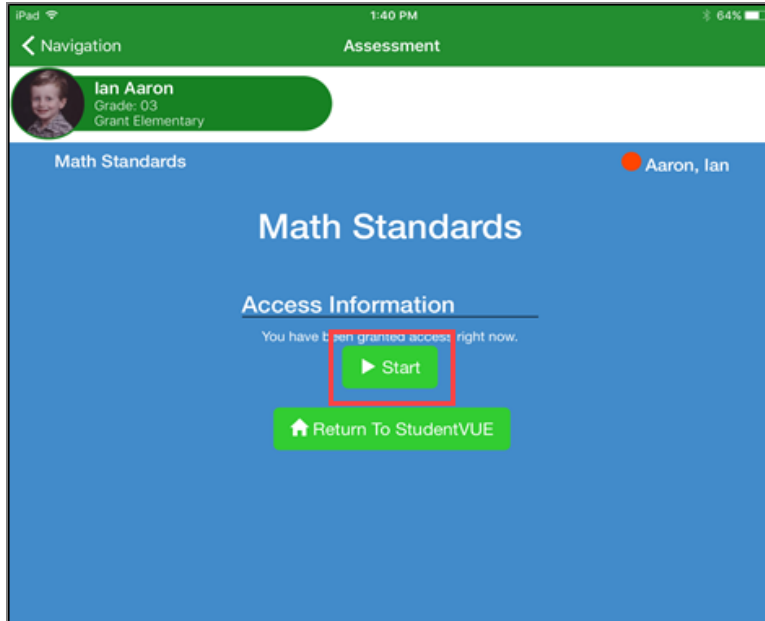 iPad 1:40 PM 64%
Navigation Assessment
Ian Aaron
Grade: 03
Grant Elementary
Math Standards Aaron, Ian
Math Standards
Access Information
You have been granted access right now.
Start
Return To StudentVUE